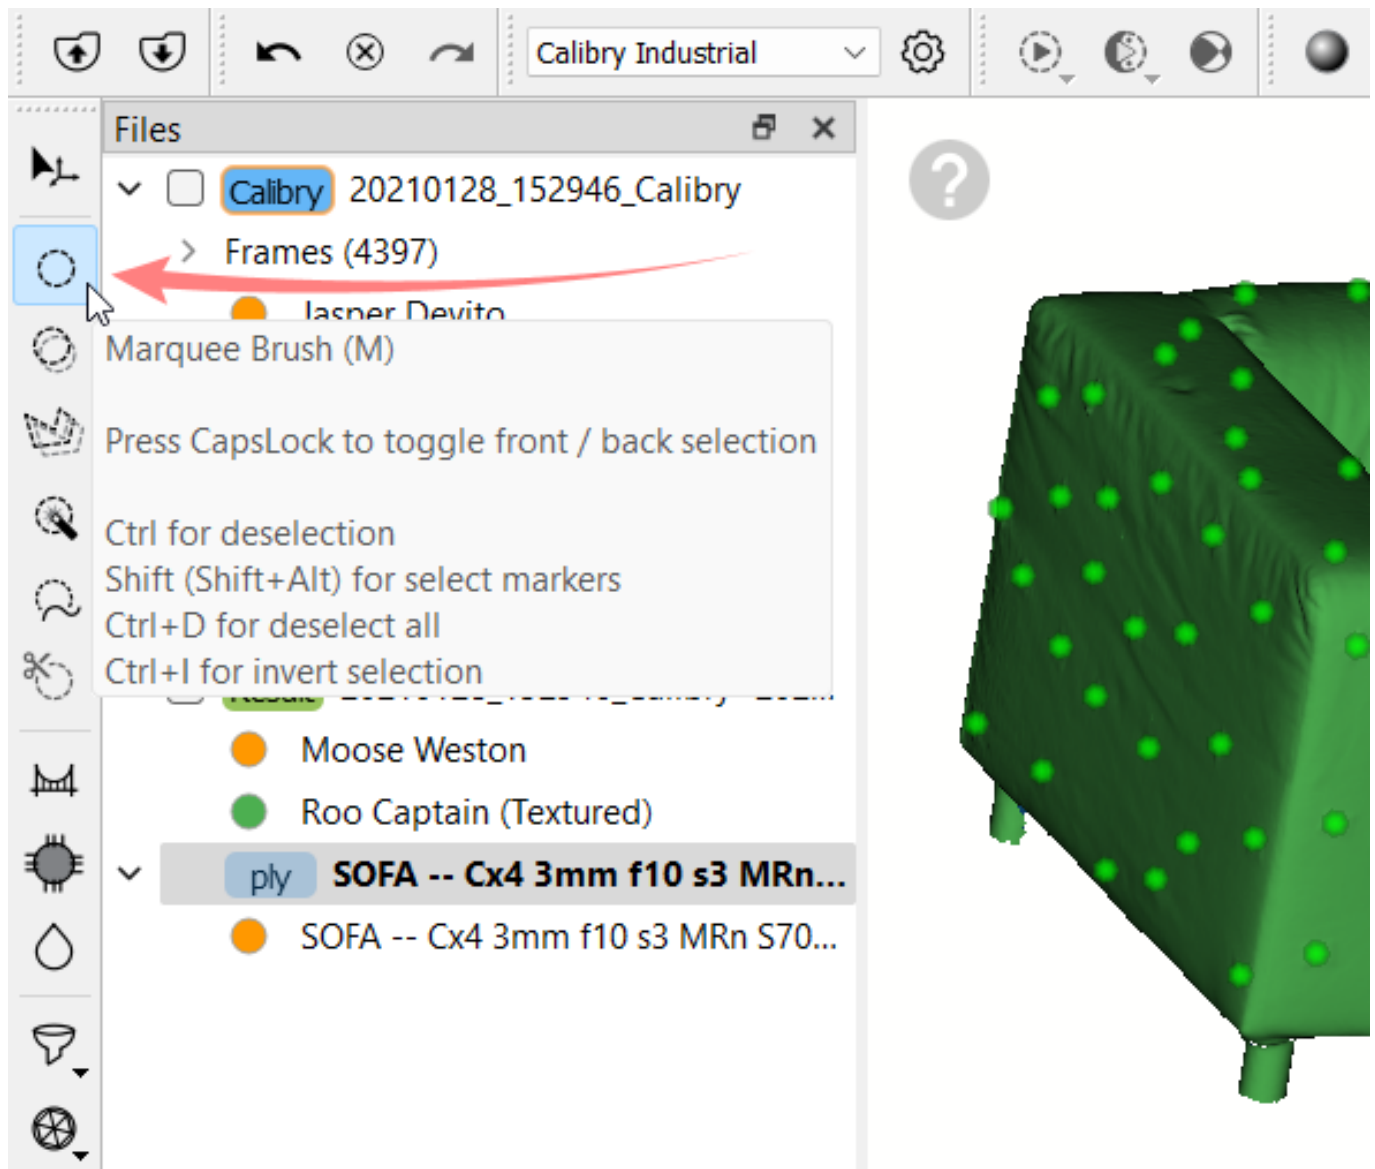 Calibry Industrial
Files
Calibry 20210128_152946_Calibry
Frames (4397)
Jasper Devito
Marquee Brush (M)
Press CapsLock to toggle front / back selection
Ctrl for deselection
Shift (Shift+Alt) for select markers
Ctrl+D for deselect all
Ctrl+I for invert selection
Moose Weston
Roo Captain (Textured)
ply SOFA -- Cx4 3mm f10 s3 MRn...
SOFA -- Cx4 3mm f10 s3 MRn S70...
?